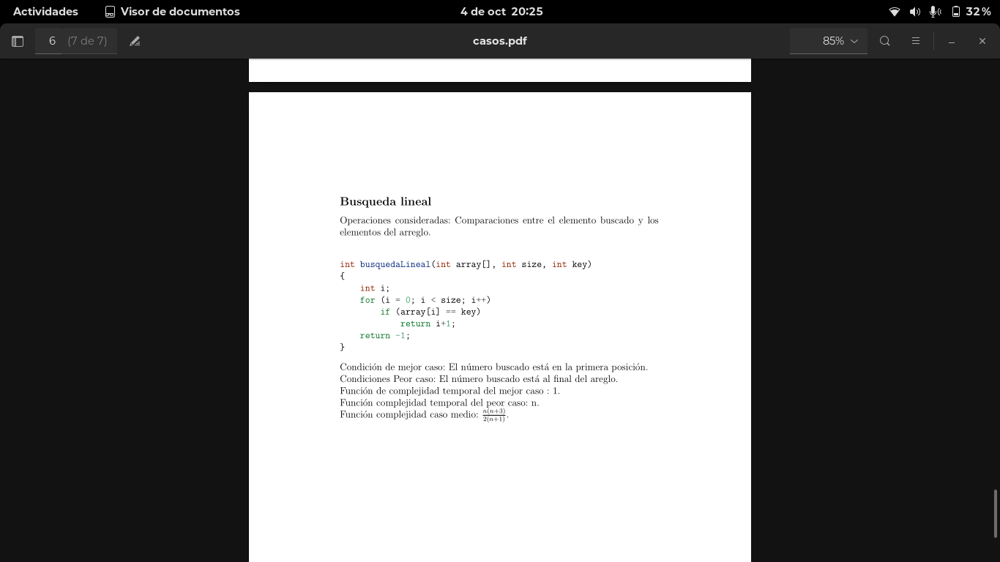 Actividades Visor de documentos 4 de oct 20:25 32%
6 (7 de 7) casos.pdf 85%
Busqueda lineal
Operaciones consideradas: Comparaciones entre el elemento buscado y los
elementos del arreglo.
int busquedaLineal(int array[], int size, int key)
{
    int i;
    for (i = 0; i < size; i++)
        if (array[i] == key)
            return i+1;
    return -1;
}
Condición de mejor caso: El número buscado está en la primera posición.
Condiciones Peor caso: El número buscado está al final del areglo.
Función de complejidad temporal del mejor caso : 1.
Función complejidad temporal del peor caso: n.
Función complejidad caso medio: n(n+3)/2(n+1).